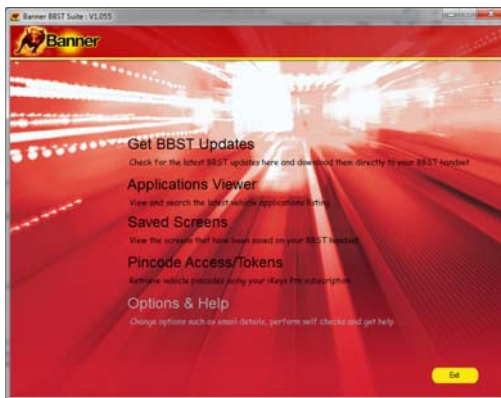 Banner BBST Suite : V1.055
Banner
Get BBST Updates
Check for the latest BBST updates here and download them directly to your BBST handset
Applications Viewer
View and search the latest vehicle applications listing
Saved Screens
View the screens that have been saved on your BBST handset
Pincode Access/Tokens
Retrieve vehicle pincodes using your iKeys Pro subscription
Options & Help
Change options such as email details, perform self checks and get help
Exit